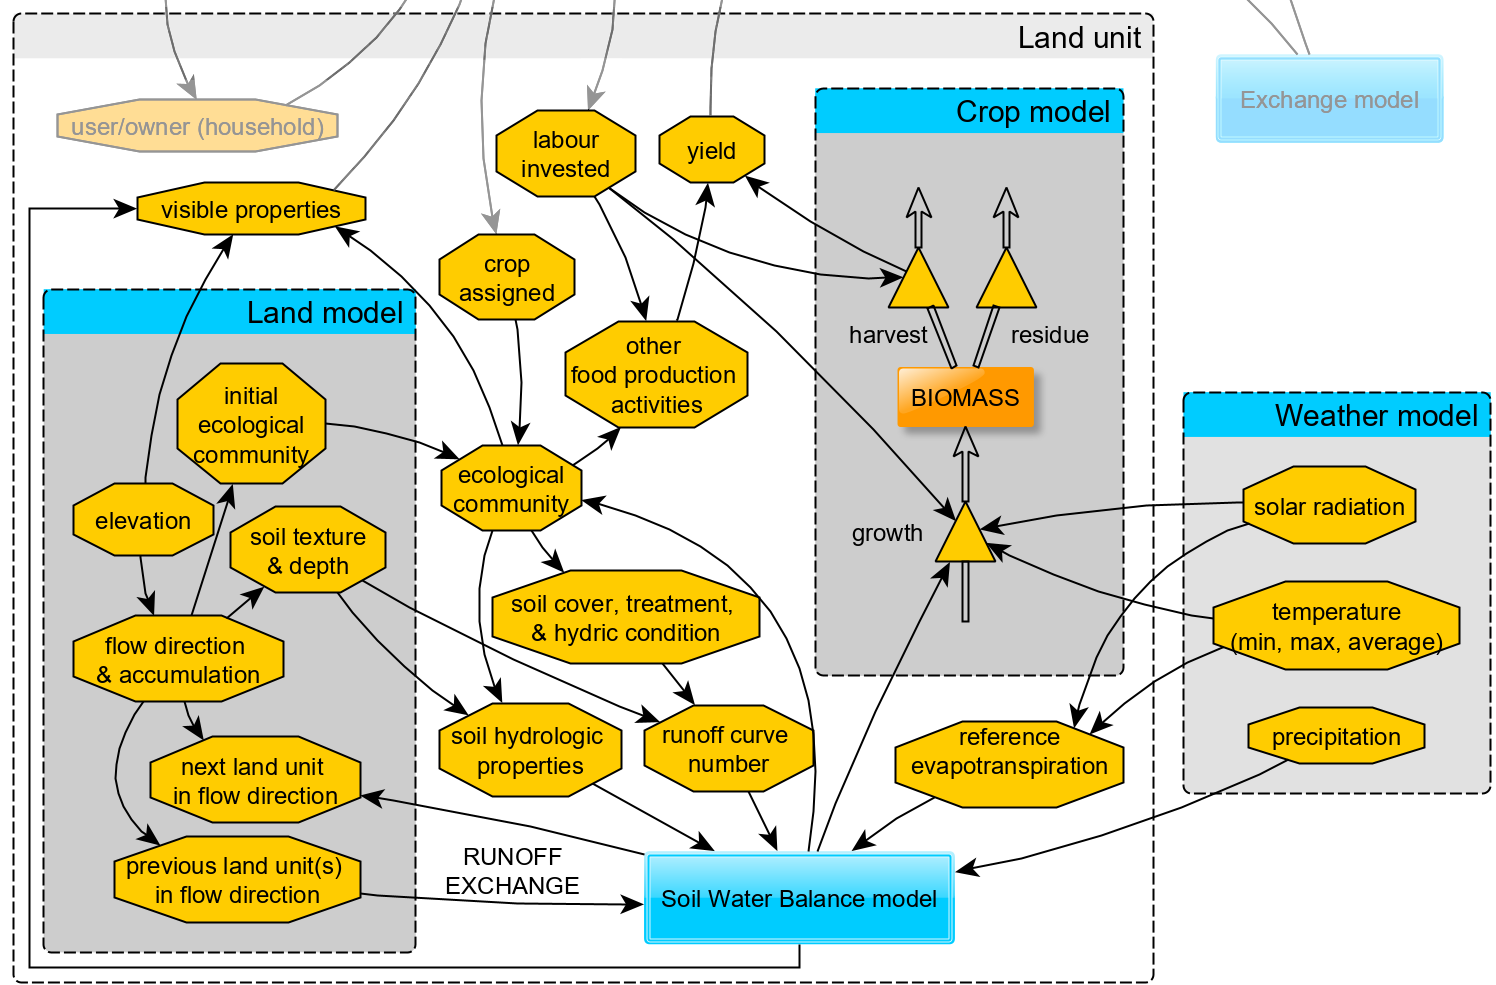 Land unit
Exchange model
user/owner (household)
labour
invested
yield
Crop model
visible properties
crop
assigned
Land model
harvest
residue
other
food production
activities
BIOMASS
Weather model
initial
ecological
community
ecological
community
elevation
soil texture
& depth
growth
solar radiation
soil cover, treatment,
& hydric condition
temperature
(min, max, average)
flow direction
& accumulation
soil hydrologic
properties
runoff curve
number
reference
evapotranspiration
precipitation
next land unit
in flow direction
previous land unit(s)
in flow direction
RUNOFF
EXCHANGE
Soil Water Balance model